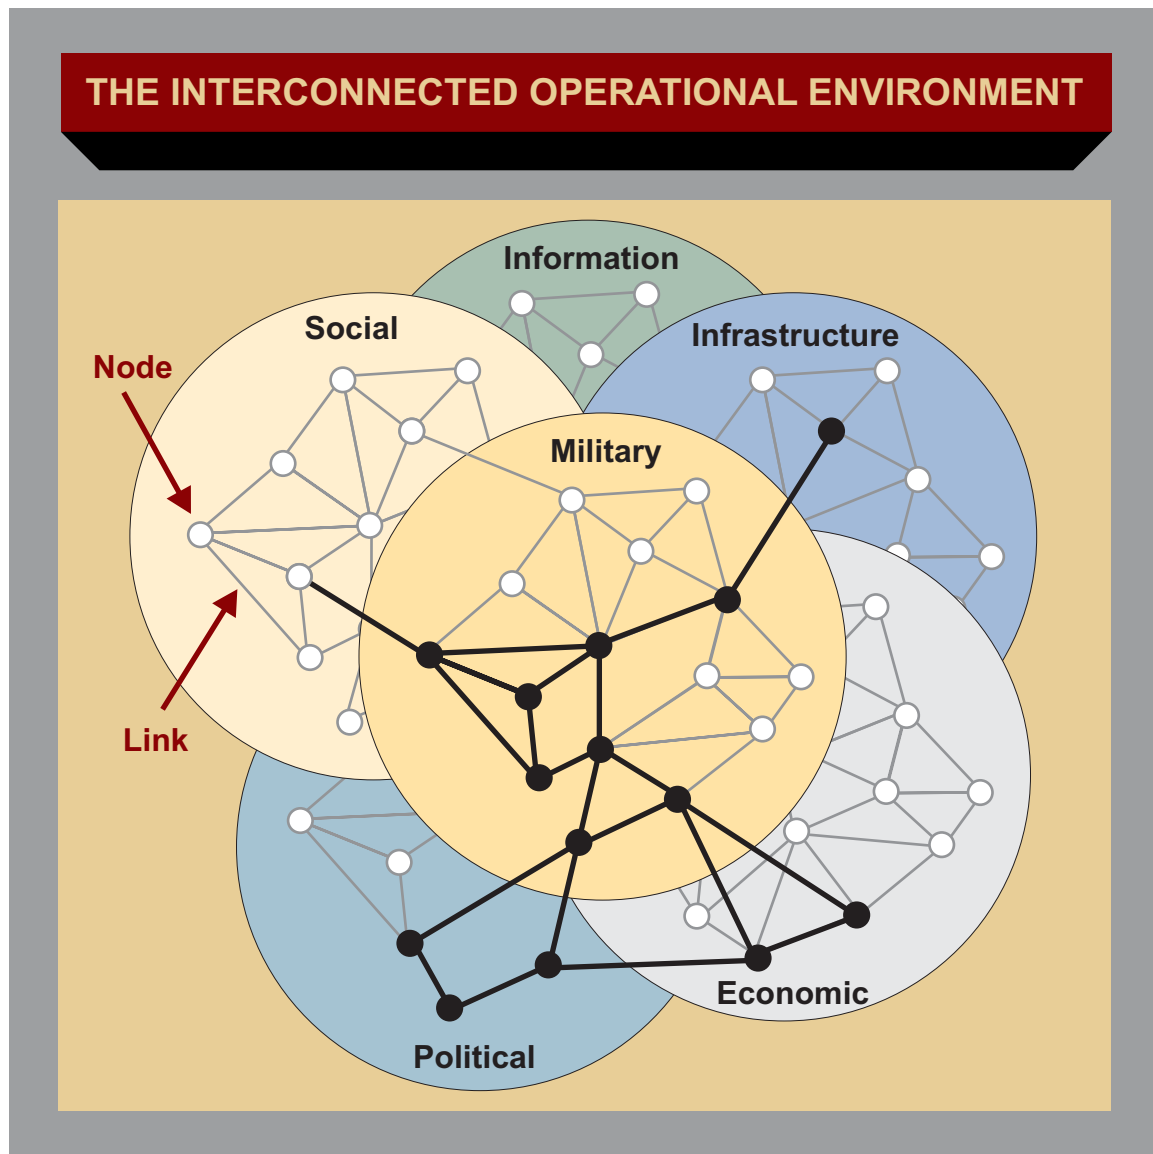 THE INTERCONNECTED OPERATIONAL ENVIRONMENT
Information
Social
Infrastructure
Node
Military
Link
Economic
Political